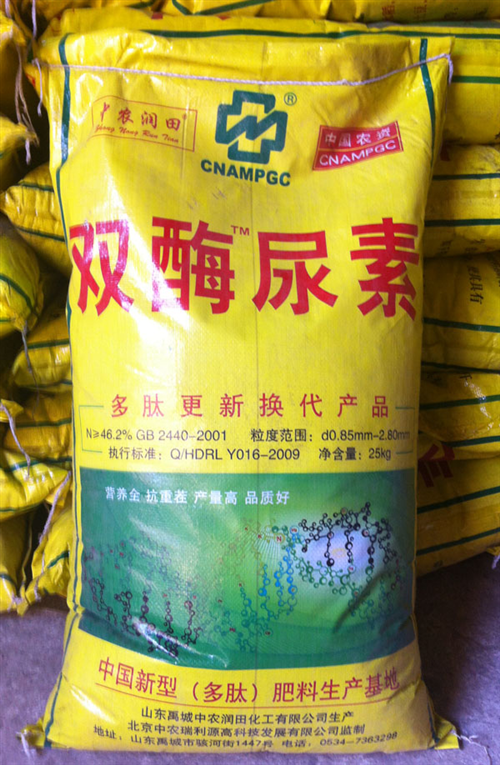 中农润田
Zhong Nong Run Tian
®
CNAMPGC
中国农资
CNAMPGC
双酶™尿素
多肽更新换代产品
N≥46.2% GB 2440-2001 粒度范围：d0.85mm-2.80mm
执行标准：Q/HDRL Y016-2009 净含量：25kg
营养全 抗重茬 产量高 品质好
中国新型（多肽）肥料生产基地
山东禹城中农润田化工有限公司生产
北京中农瑞利源高科技发展有限公司监制
地址：山东禹城市骇河街1447号 电话：0534-7363298